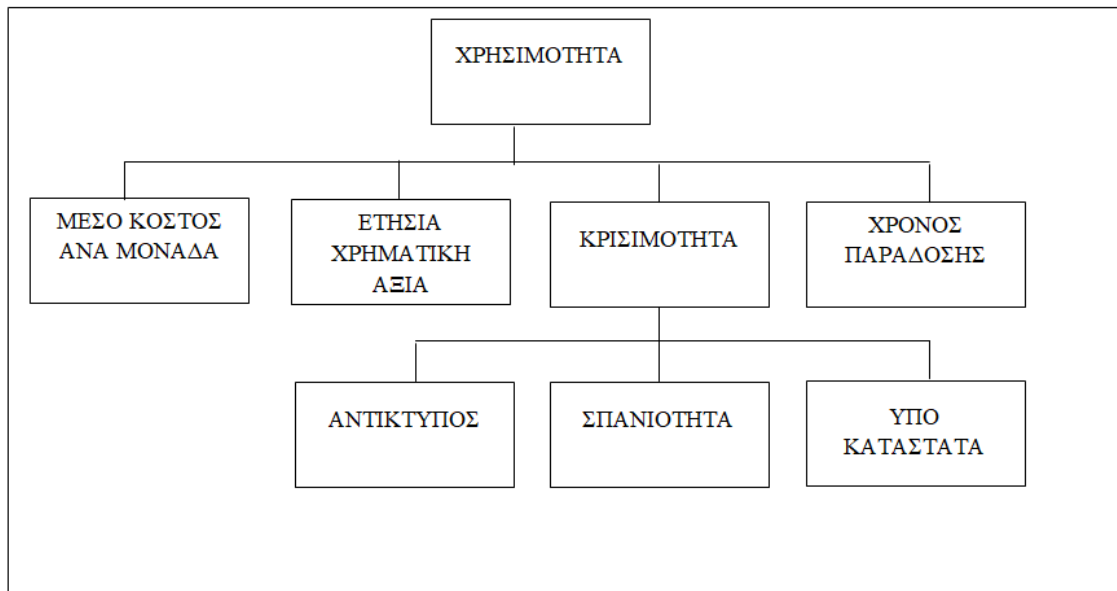 ΧΡΗΣΙΜΟΤΗΤΑ
ΜΕΣΟ ΚΟΣΤΟΣ
ΑΝΑ ΜΟΝΑΔΑ
ΕΤΗΣΙΑ
ΧΡΗΜΑΤΙΚΗ
ΑΞΙΑ
ΚΡΙΣΙΜΟΤΗΤΑ
ΧΡΟΝΟΣ
ΠΑΡΑΔΟΣΗΣ
ΑΝΤΙΚΤΥΠΟΣ
ΣΠΑΝΙΟΤΗΤΑ
ΥΠΟ
ΚΑΤΑΣΤΑΤΑ